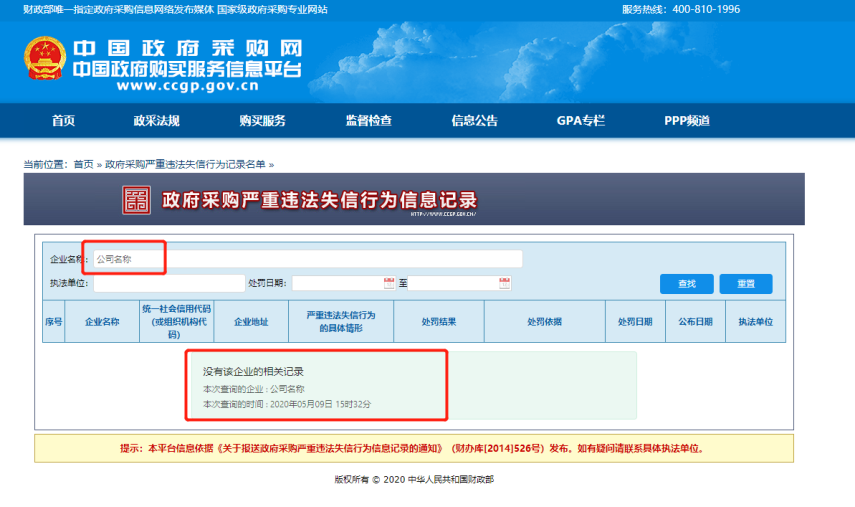 财政部唯一指定政府采购信息网络发布媒体 国家级政府采购专业网站
服务热线：400-810-1996
中国政府采购网
中国政府购买服务信息平台
www.ccgp.gov.cn
首页 政采法规 购买服务 监督检查 信息公告 GPA专栏 PPP频道
当前位置：首页 » 政府采购严重违法失信行为记录名单 »
政府采购严重违法失信行为信息记录
HTTP://WWW.CCGP.GOV.CN/
企业名称：公司名称
执法单位： 处罚日期： 至 查找 重置
序号 企业名称 统一社会信用代码（或组织机构代码） 企业地址 严重违法失信行为的具体情形 处罚结果 处罚依据 处罚日期 公布日期 执法单位
没有该企业的相关记录
本次查询的企业：公司名称
本次查询的时间：2020年05月09日 15时32分
提示：本平台信息依据《关于报送政府采购严重违法失信行为信息记录的通知》（财办库[2014]526号）发布，如有疑问请联系具体执法单位。
版权所有 © 2020 中华人民共和国财政部